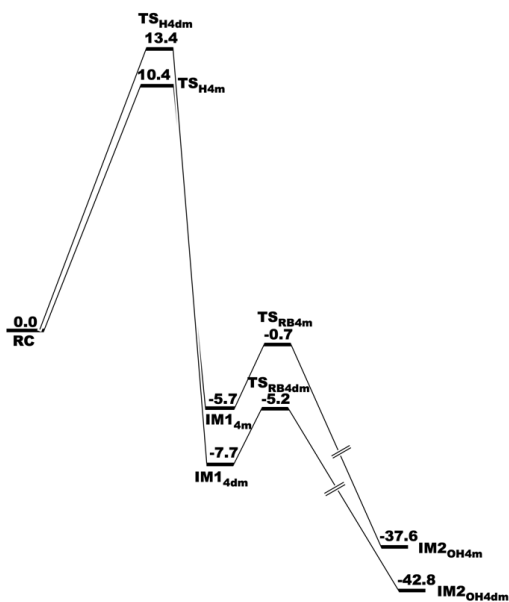 TSH4dm
13.4
10.4
TSH4m
0.0
RC
TSRB4m
-0.7
TSRB4dm
-5.2
-5.7
IM14m
-7.7
IM14dm
-37.6
IM2OH4m
-42.8
IM2OH4dm